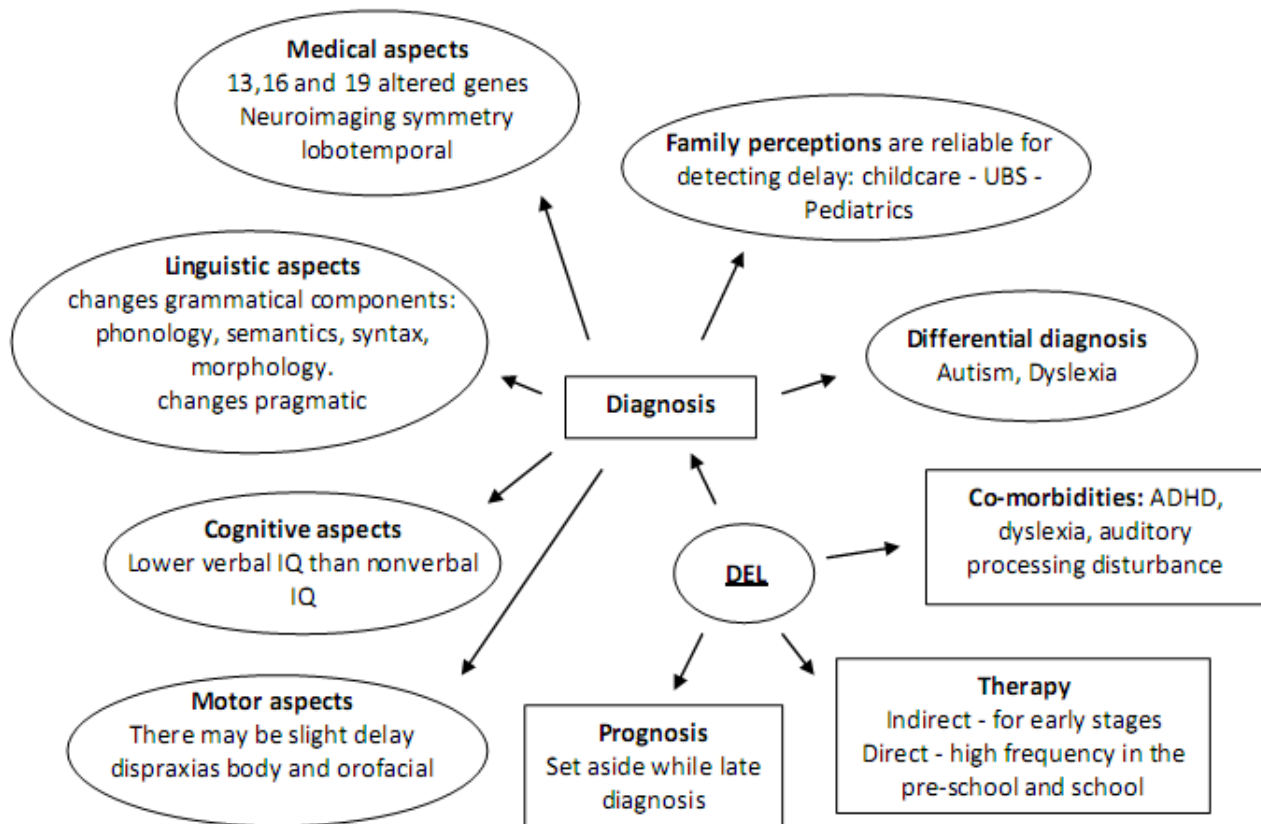 Medical aspects
13,16 and 19 altered genes
Neuroimaging symmetry
lobotemporal
Family perceptions are reliable for
detecting delay: childcare - UBS -
Pediatrics
Linguistic aspects
changes grammatical components:
phonology, semantics, syntax,
morphology.
changes pragmatic
Differential diagnosis
Autism, Dyslexia
Diagnosis
Cognitive aspects
Lower verbal IQ than nonverbal
IQ
DEL
Co-morbidities: ADHD,
dyslexia, auditory
processing disturbance
Motor aspects
There may be slight delay
dispraxias body and orofacial
Prognosis
Set aside while late
diagnosis
Therapy
Indirect - for early stages
Direct - high frequency in the
pre-school and school